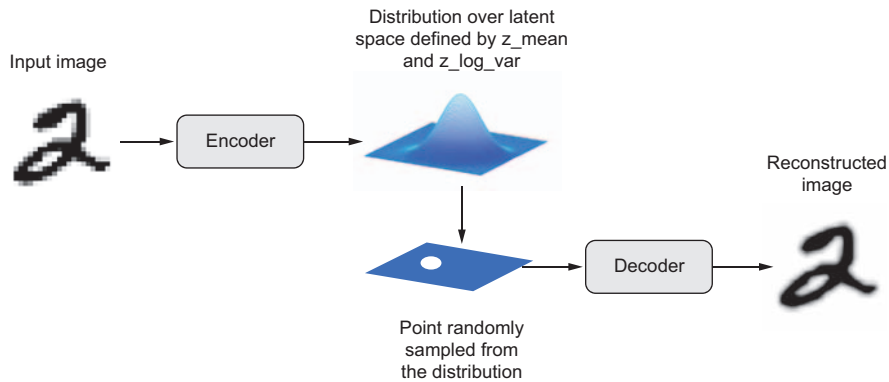 Distribution over latent
space defined by z_mean
and z_log_var
Input image
Encoder
Reconstructed
image
Decoder
Point randomly
sampled from
the distribution